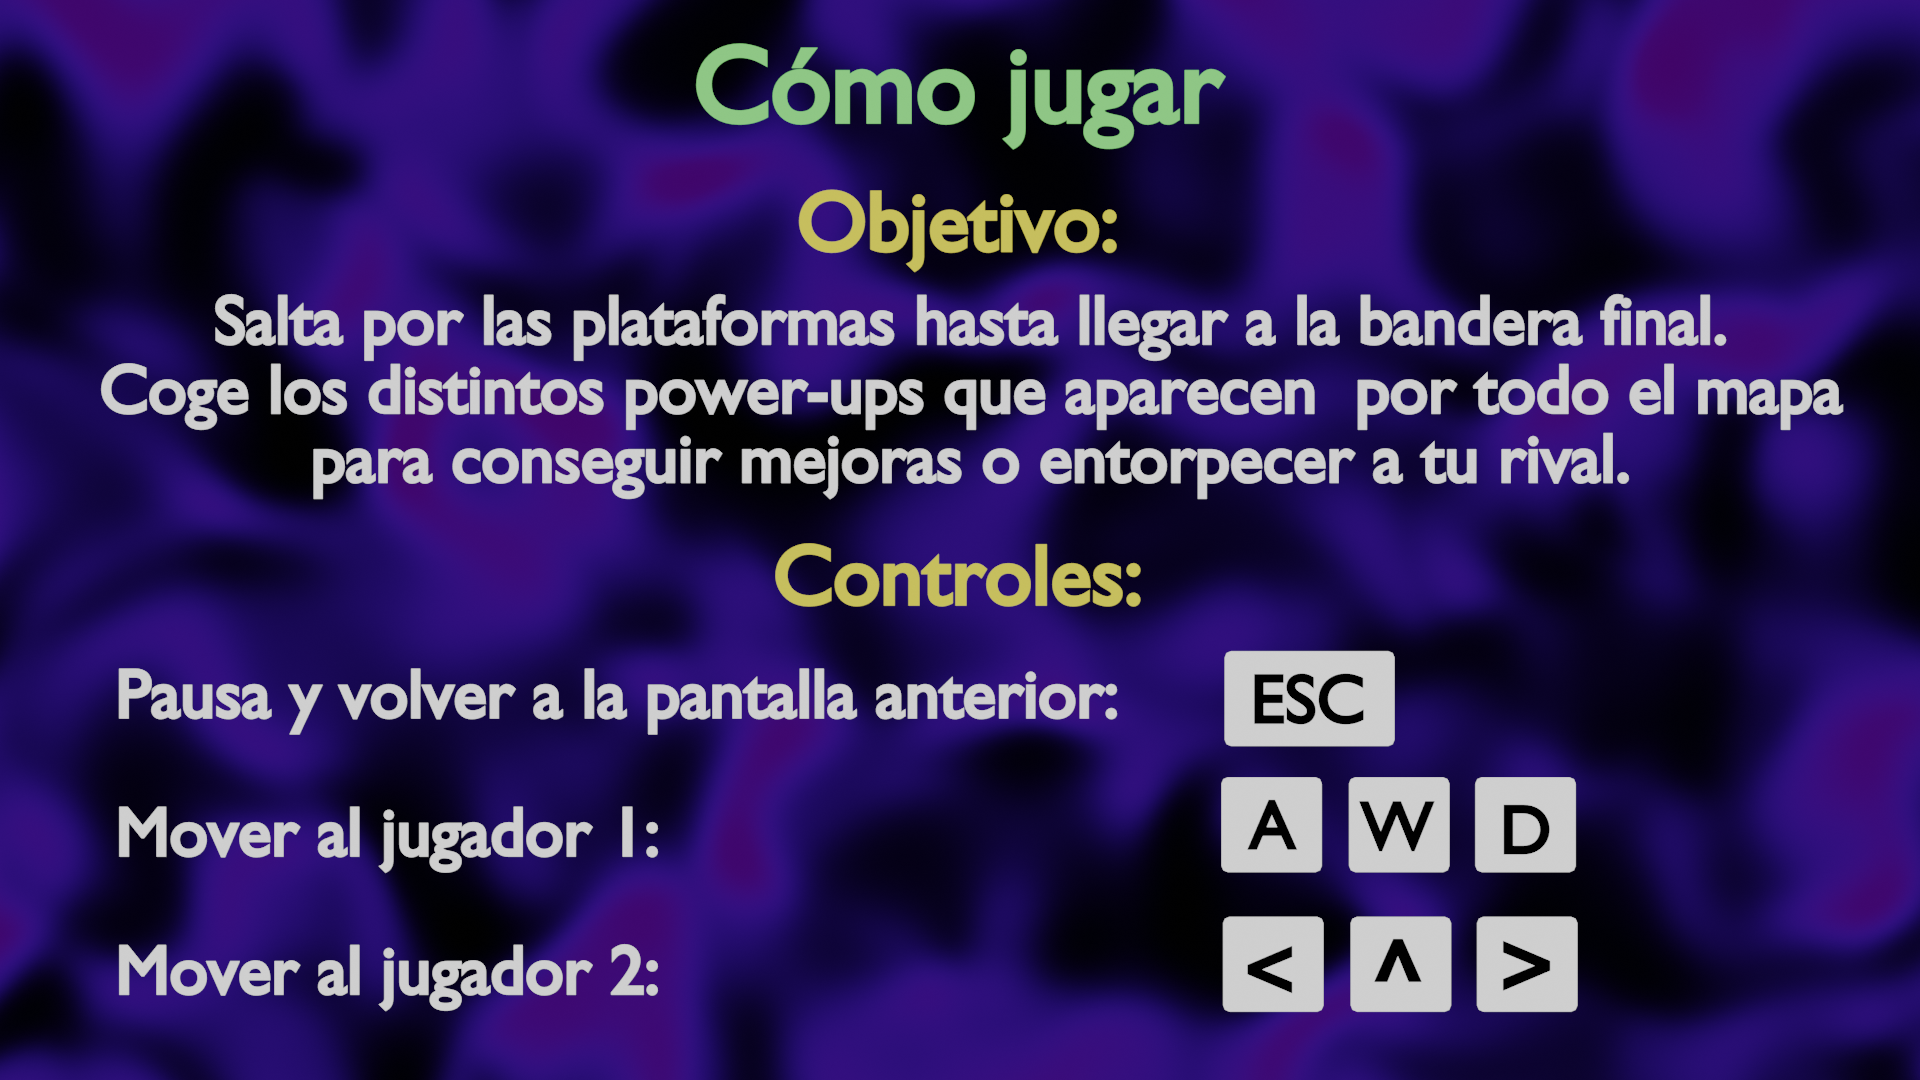 Cómo jugar
Objetivo:
Salta por las plataformas hasta llegar a la bandera final.
Coge los distintos power-ups que aparecen  por todo el mapa
para conseguir mejoras o entorpecer a tu rival.
Controles:
Pausa y volver a la pantalla anterior: ESC
Mover al jugador 1: A W D
Mover al jugador 2: < ^ >